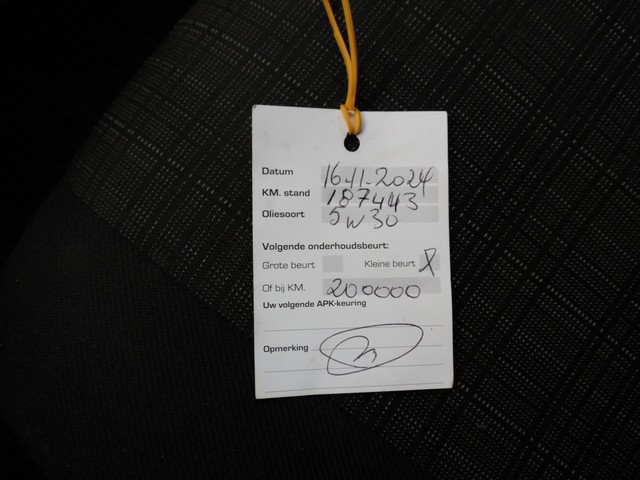 Datum 16.11.2024
KM. stand 187443
Oliesoort 5W30
Volgende onderhoudsbeurt:
Grote beurt Kleine beurt X
Of bij KM. 200000
Uw volgende APK-keuring
Opmerking